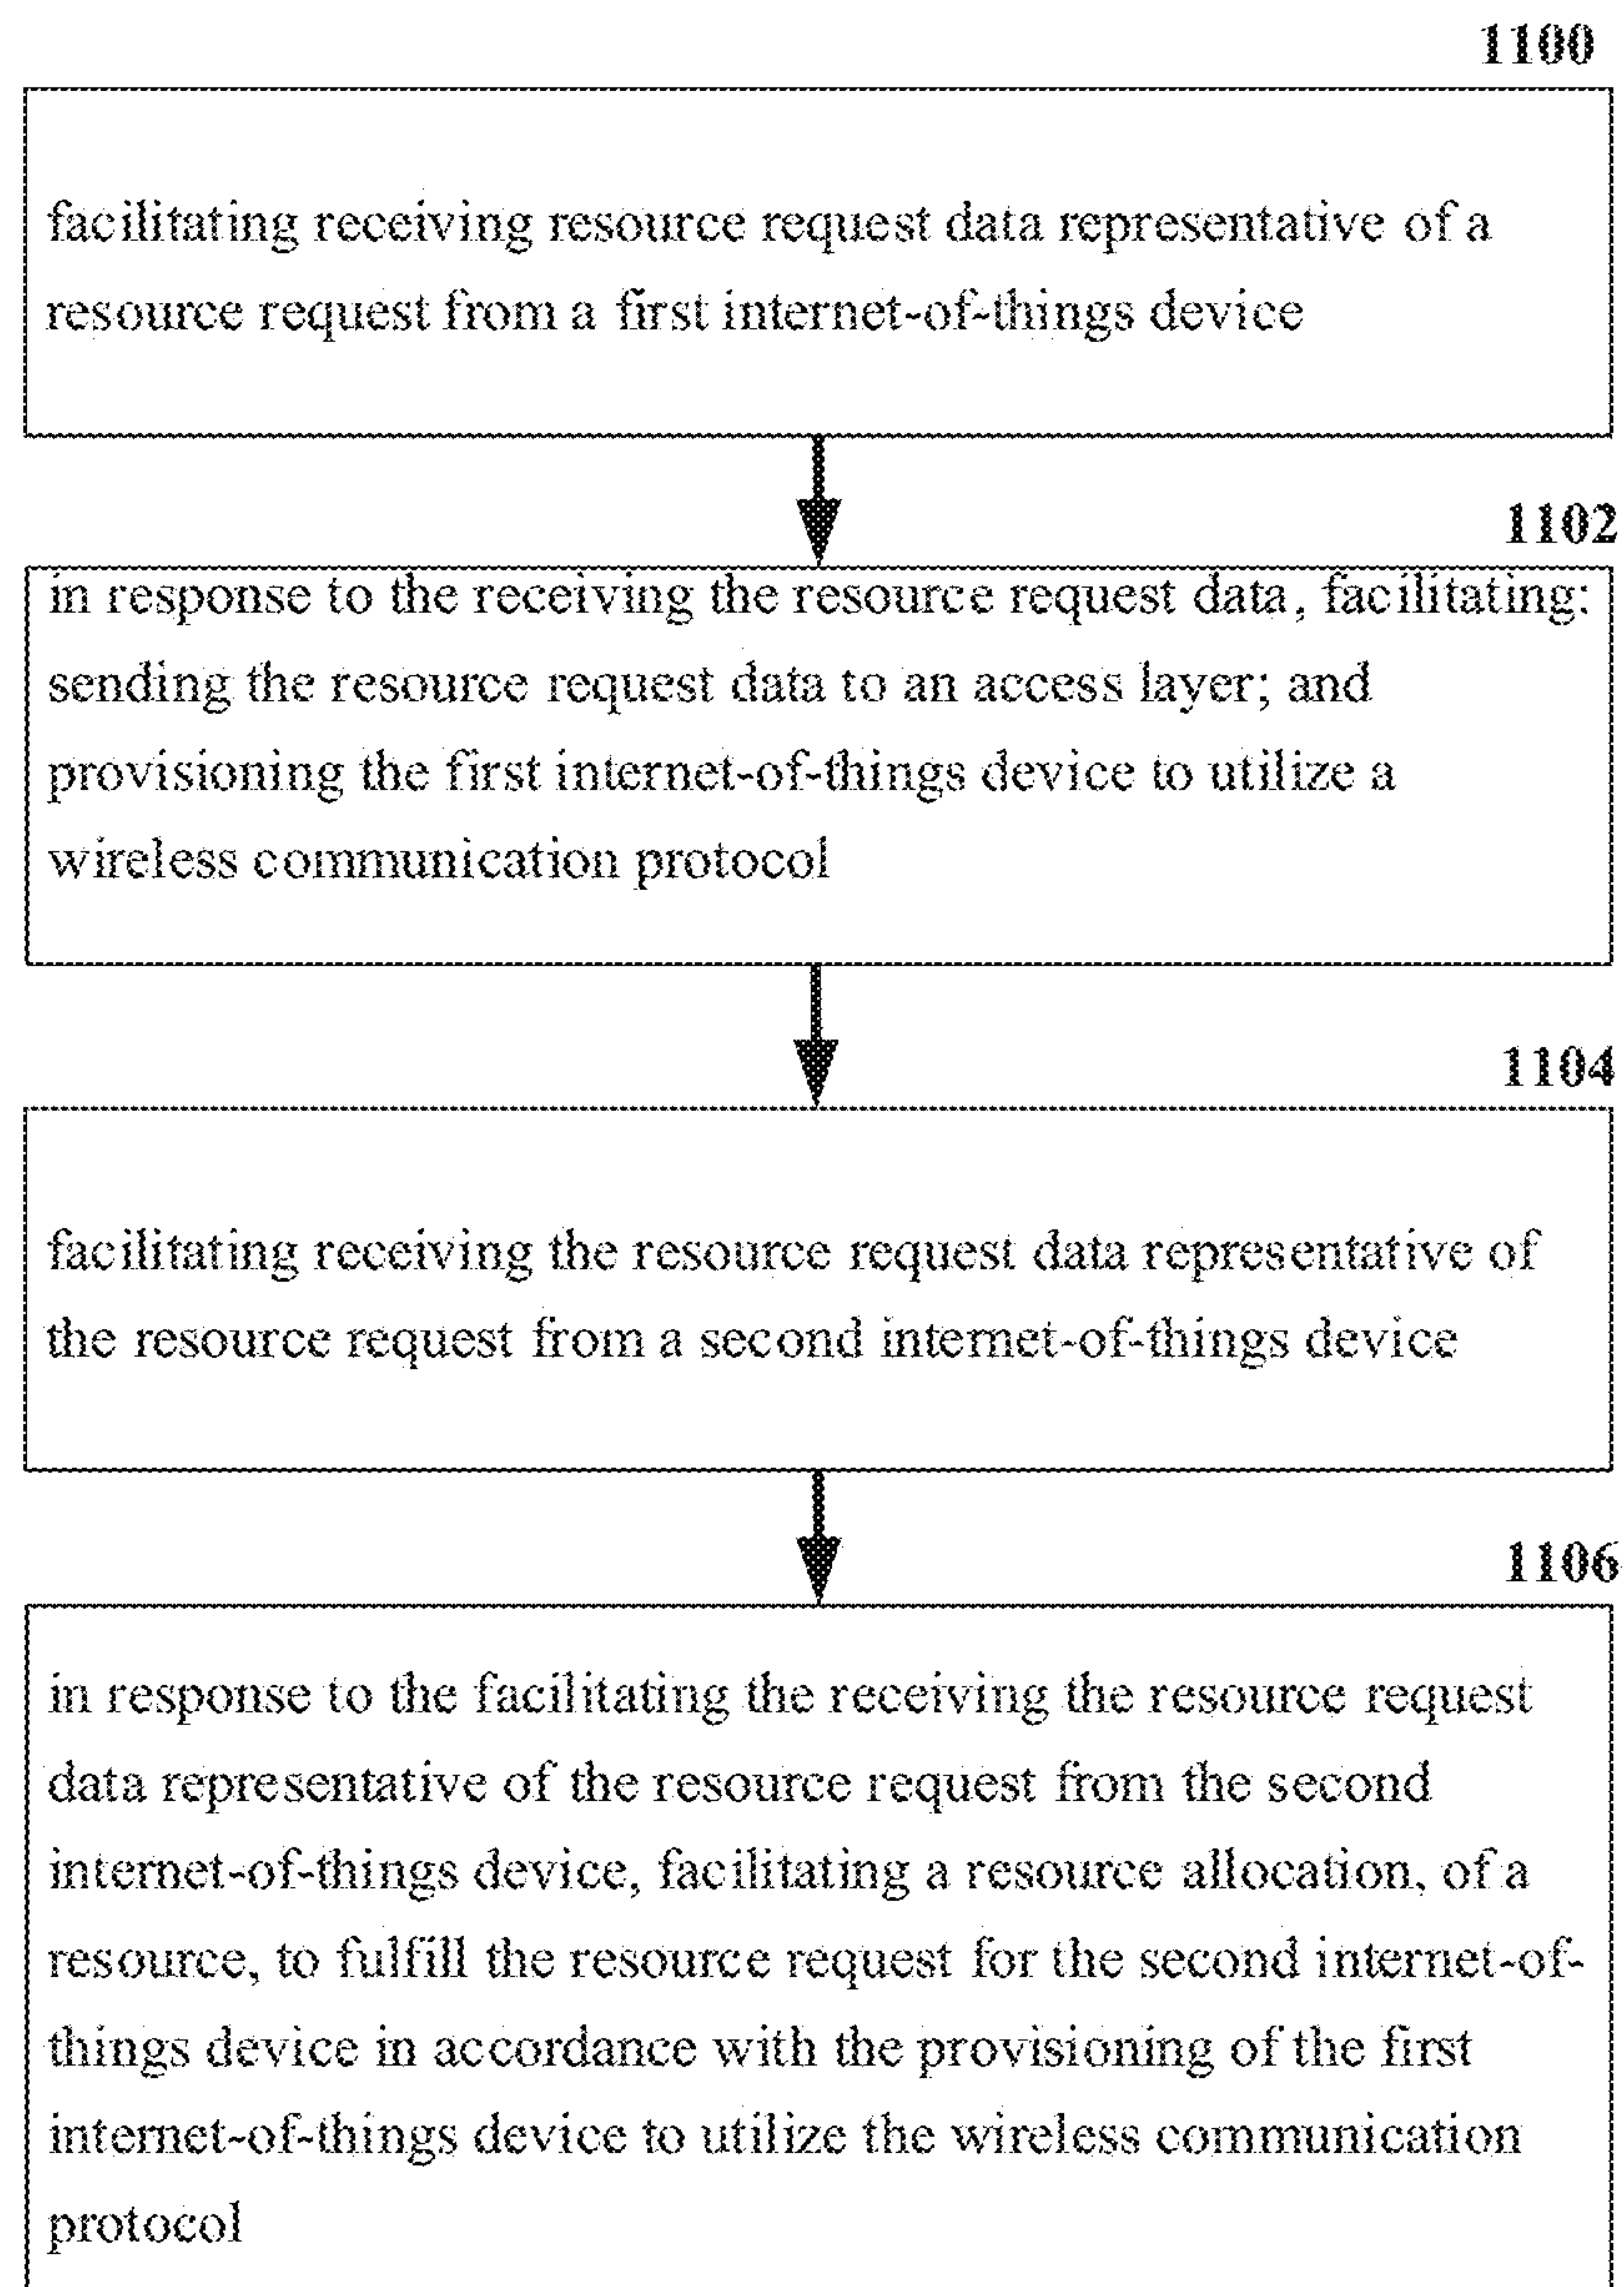 1100
facilitating receiving resource request data representative of a
resource request from a first internet-of-things device
1102
in response to the receiving the resource request data, facilitating:
sending the resource request data to an access layer; and
provisioning the first internet-of-things device to utilize a
wireless communication protocol
1104
facilitating receiving the resource request data representative of
the resource request from a second internet-of-things device
1106
in response to the facilitating the receiving the resource request
data representative of the resource request from the second
internet-of-things device, facilitating a resource allocation, of a
resource, to fulfill the resource request for the second internet-of-
things device in accordance with the provisioning of the first
internet-of-things device to utilize the wireless communication
protocol